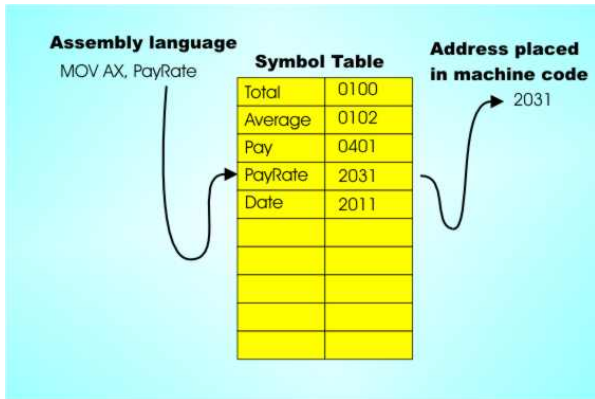 Assembly language
MOV AX, PayRate
Symbol Table
Total 0100
Average 0102
Pay 0401
PayRate 2031
Date 2011
Address placed
in machine code
2031